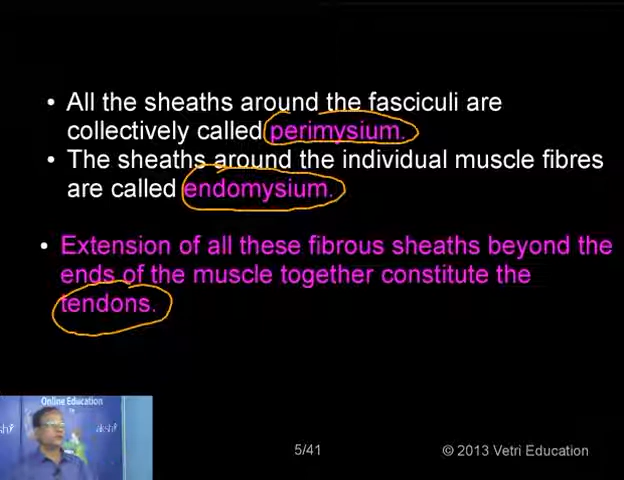 • All the sheaths around the fasciculi are
collectively called perimysium.
• The sheaths around the individual muscle fibres
are called endomysium.
• Extension of all these fibrous sheaths beyond the
ends of the muscle together constitute the
tendons.
Online Education
5/41
© 2013 Vetri Education